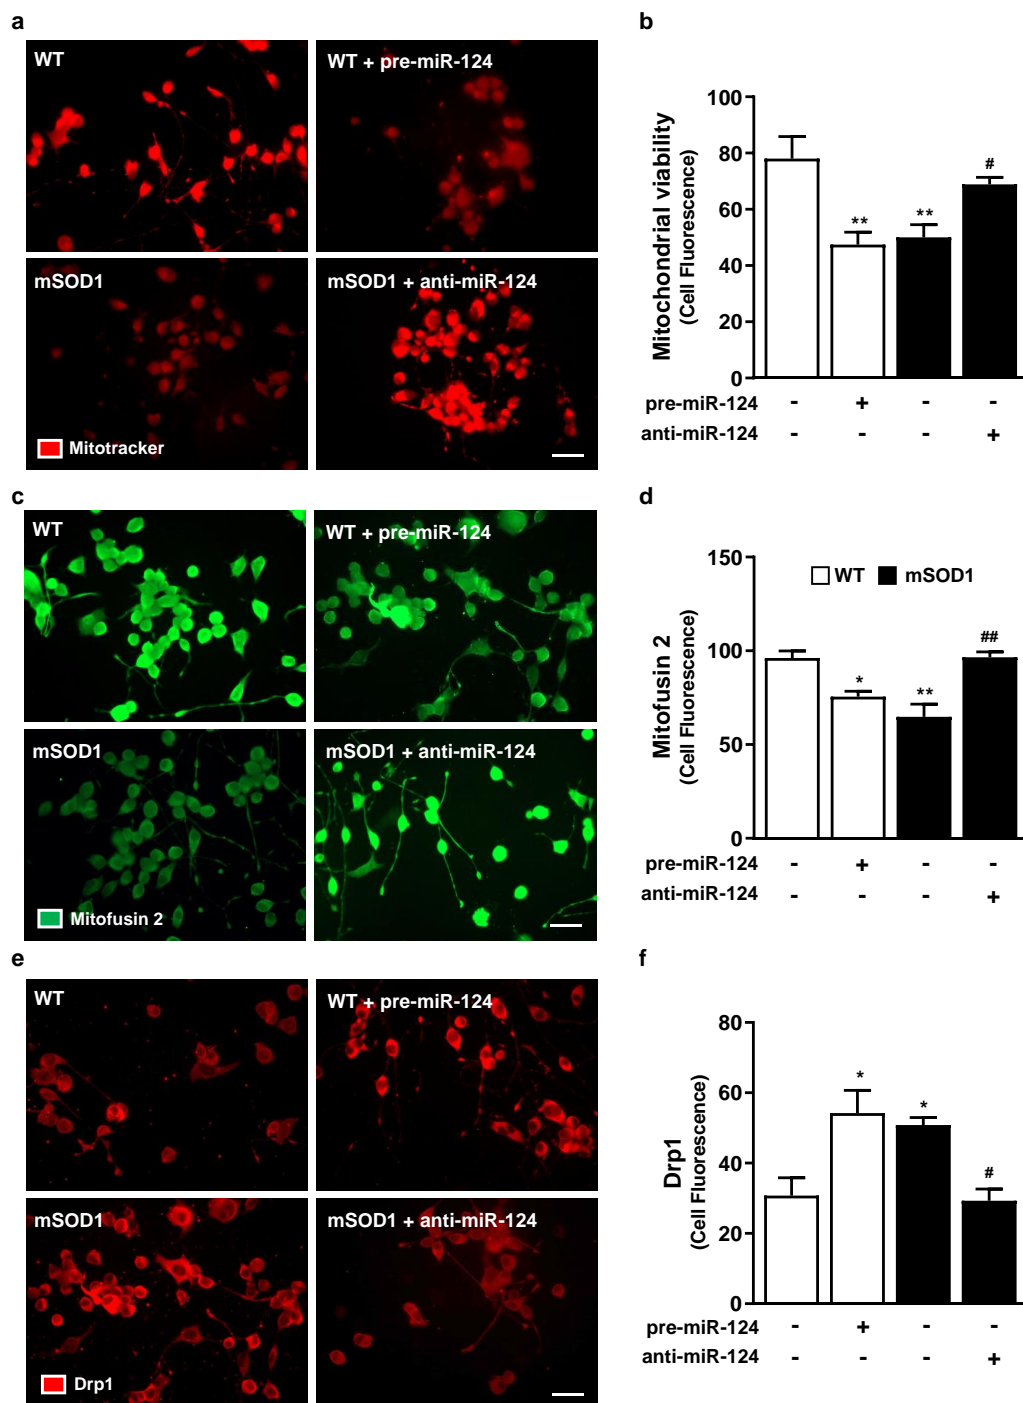 a
WT
WT + pre-miR-124
mSOD1
mSOD1 + anti-miR-124
Mitotracker
b
Mitochondrial viability
(Cell Fluorescence)
100
80
60
40
20
0
** ** #
pre-miR-124 - + - -
anti-miR-124 - - - +
c
WT
WT + pre-miR-124
mSOD1
mSOD1 + anti-miR-124
Mitofusin 2
d
Mitofusin 2
(Cell Fluorescence)
150
100
50
0
WT mSOD1
* ** ##
pre-miR-124 - + - -
anti-miR-124 - - - +
e
WT
WT + pre-miR-124
mSOD1
mSOD1 + anti-miR-124
Drp1
f
Drp1
(Cell Fluorescence)
80
60
40
20
0
* * #
pre-miR-124 - + - -
anti-miR-124 - - - +